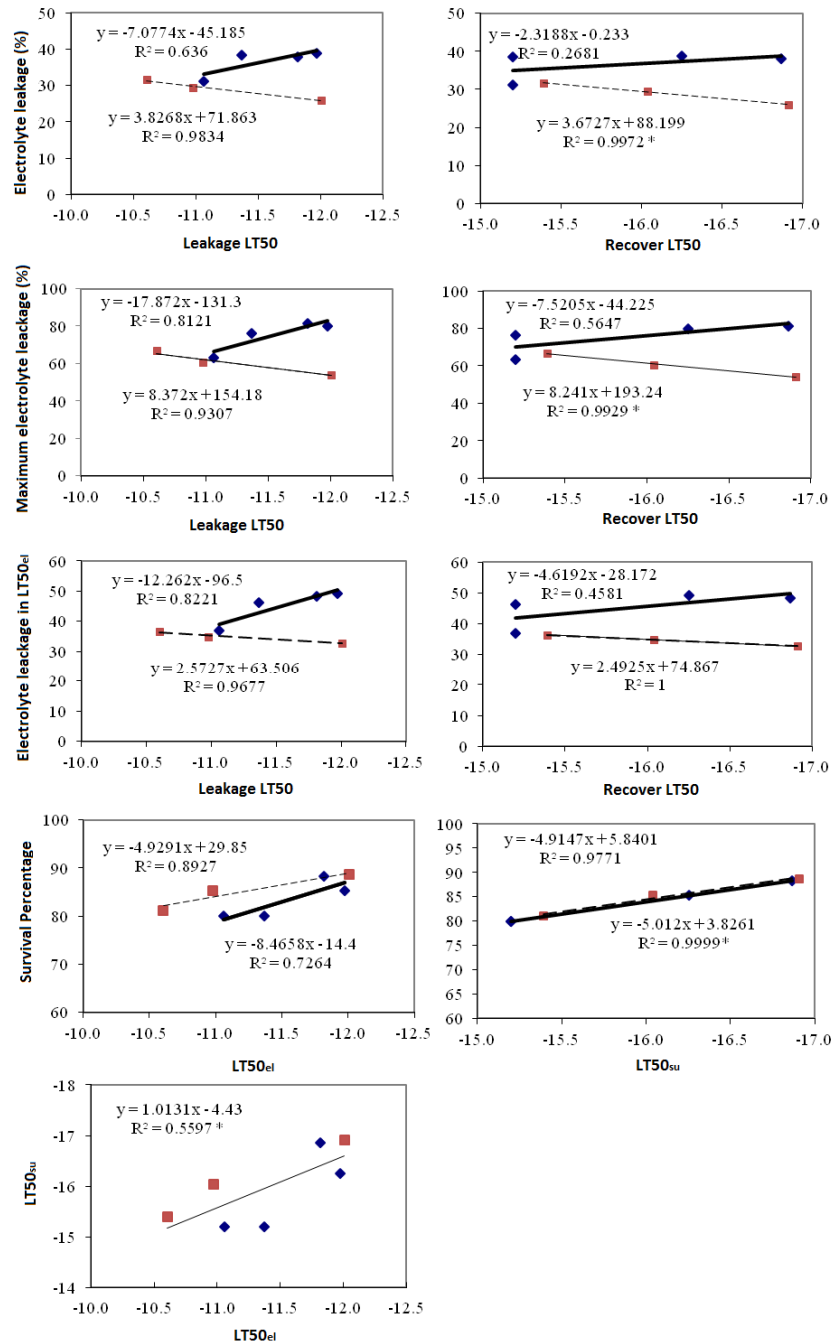 Electrolyte leakage (%)
50
40
30
20
10
0
y = -7.0774x - 45.185
R² = 0.636
y = 3.8268x + 71.863
R² = 0.9834
-10.0 -10.5 -11.0 -11.5 -12.0 -12.5
Leakage LT50
50
40
30
20
10
0
y = -2.3188x - 0.233
R² = 0.2681
y = 3.6727x + 88.199
R² = 0.9972 *
-15.0 -15.5 -16.0 -16.5 -17.0
Recover LT50
Maximum electrolyte leackage (%)
100
80
60
40
20
0
y = -17.872x - 131.3
R² = 0.8121
y = 8.372x + 154.18
R² = 0.9307
-10.0 -10.5 -11.0 -11.5 -12.0 -12.5
Leakage LT50
100
80
60
40
20
0
y = -7.5205x - 44.225
R² = 0.5647
y = 8.241x + 193.24
R² = 0.9929 *
-15.0 -15.5 -16.0 -16.5 -17.0
Recover LT50
Electrolyte leackage in LT50el
60
50
40
30
20
10
0
y = -12.262x - 96.5
R² = 0.8221
y = 2.5727x + 63.506
R² = 0.9677
-10.0 -10.5 -11.0 -11.5 -12.0 -12.5
Leakage LT50
60
50
40
30
20
10
0
y = -4.6192x - 28.172
R² = 0.4581
y = 2.4925x + 74.867
R² = 1
-15.0 -15.5 -16.0 -16.5 -17.0
Recover LT50
Survival Percentage
100
90
80
70
60
y = -4.9291x + 29.85
R² = 0.8927
y = -8.4658x - 14.4
R² = 0.7264
-10.0 -10.5 -11.0 -11.5 -12.0 -12.5
LT50el
100
95
90
85
80
75
70
65
60
y = -4.9147x + 5.8401
R² = 0.9771
y = -5.012x + 3.8261
R² = 0.9999*
-15.0 -15.5 -16.0 -16.5 -17.0
LT50su
LT50su
-18
-17
-16
-15
-14
y = 1.0131x - 4.43
R² = 0.5597 *
-10.0 -10.5 -11.0 -11.5 -12.0 -12.5
LT50el